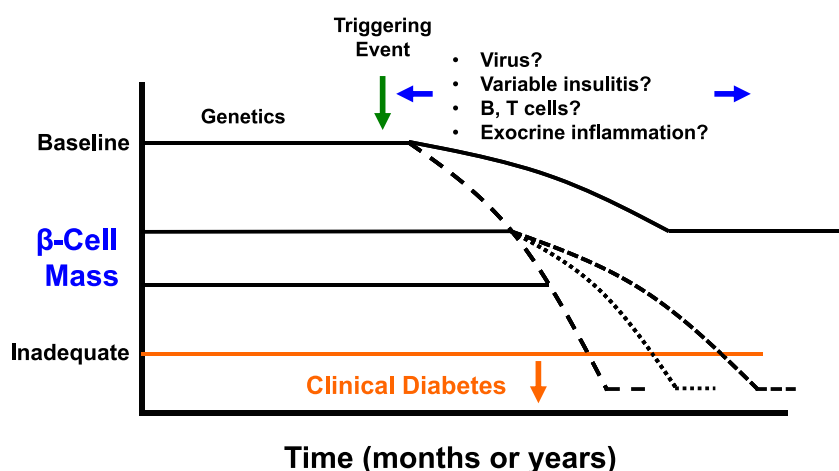 Triggering
Event
• Virus?
• Variable insulitis?
• B, T cells?
• Exocrine inflammation?
Genetics
Baseline
β-Cell
Mass
Inadequate
Clinical Diabetes
Time (months or years)